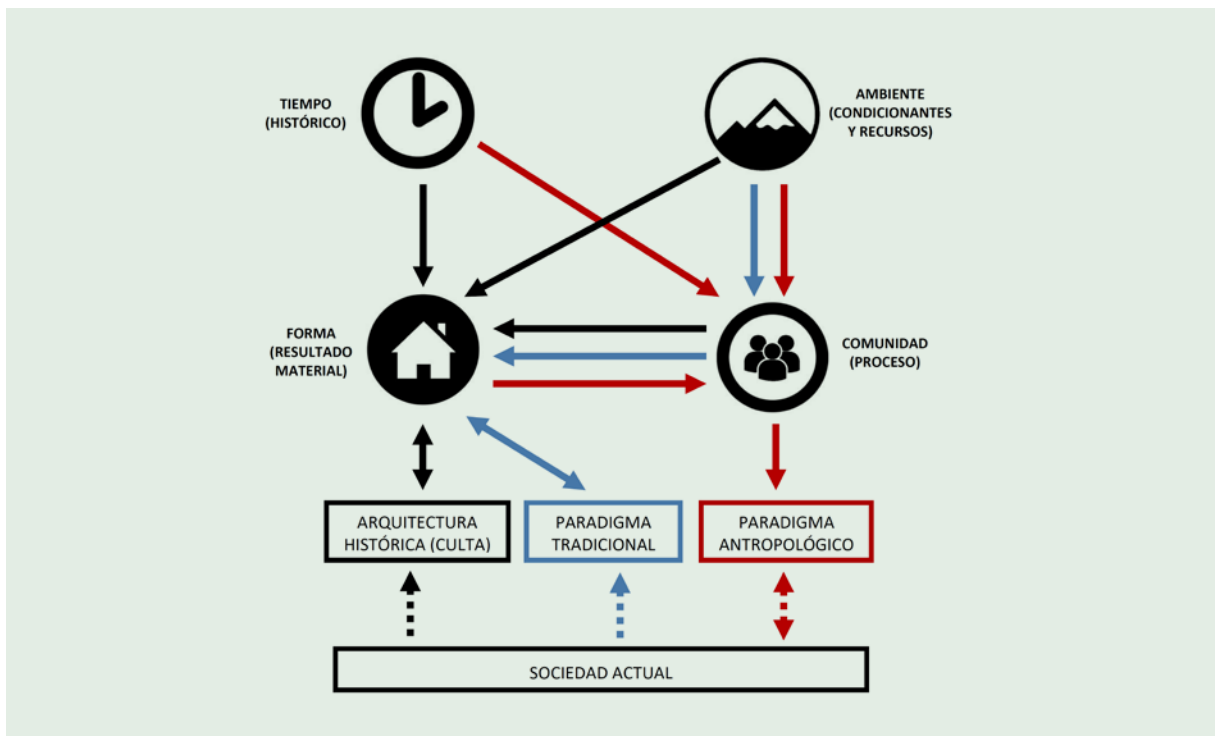 TIEMPO
(HISTÓRICO)
AMBIENTE
(CONDICIONANTES
Y RECURSOS)
FORMA
(RESULTADO
MATERIAL)
COMUNIDAD
(PROCESO)
ARQUITECTURA
HISTÓRICA (CULTA)
PARADIGMA
TRADICIONAL
PARADIGMA
ANTROPOLÓGICO
SOCIEDAD ACTUAL